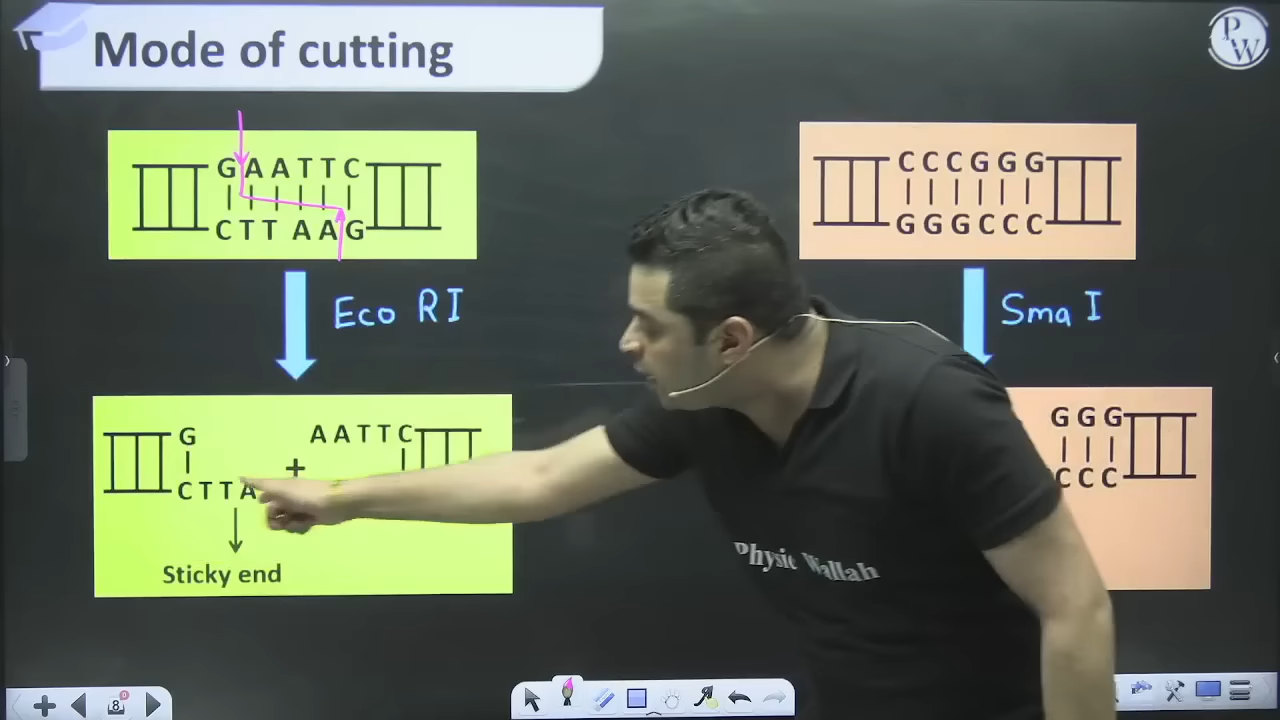 Mode of cutting
PW
GAATTC
CTTAAG
Eco RI
CCCGGG
GGGCCC
Sma I
G
CTTA
+
AATTC
Sticky end
GGG
CCC
Physic Wallah
8